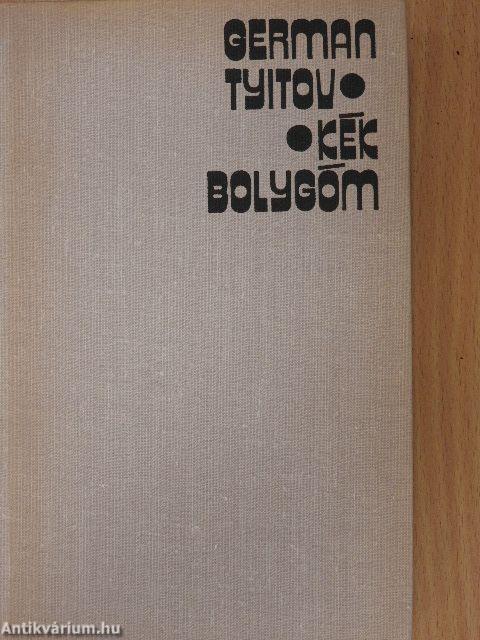 GERMAN
TYITOV●
●KÉK
BOLYGÓM
Antikvárium.hu